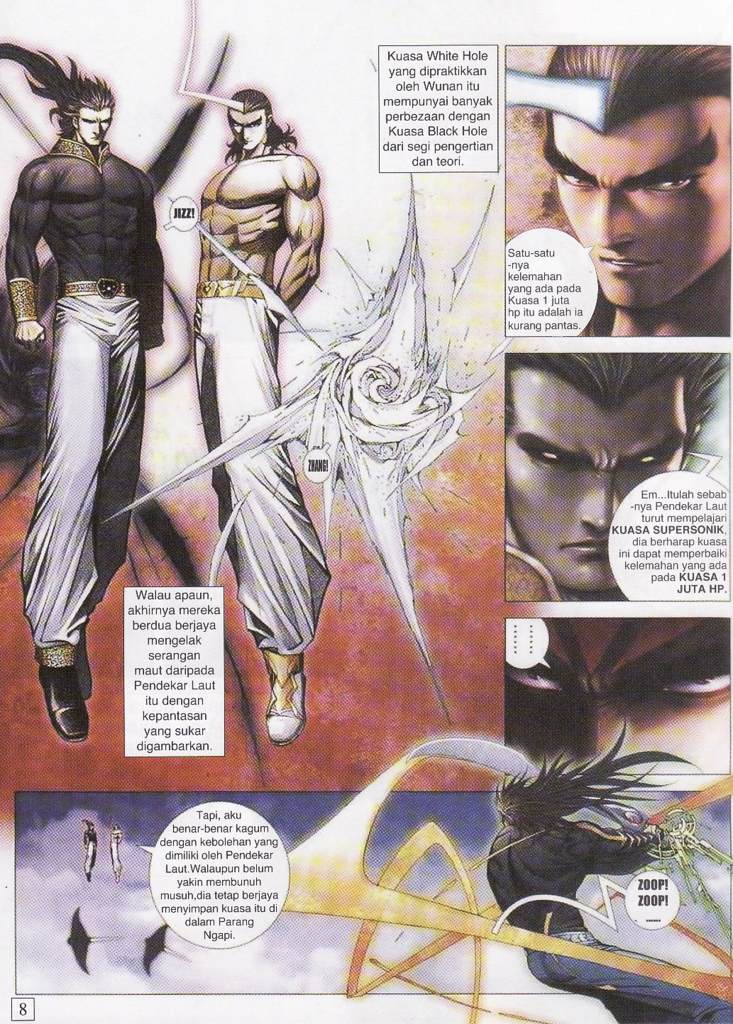 Kuasa White Hole
yang dipraktikkan
oleh Wunan itu
mempunyai banyak
perbezaan dengan
Kuasa Black Hole
dari segi pengertian
dan teori.
JIZZ!
Satu-satu
-nya
kelemahan
yang ada pada
Kuasa 1 juta
hp itu adalah ia
kurang pantas.
ZHANG!
Em...Itulah sebab
-nya Pendekar Laut
turut mempelajari
KUASA SUPERSONIK,
dia berharap kuasa
ini dapat memperbaiki
kelemahan yang ada
pada KUASA 1
JUTA HP.
Walau apaun,
akhirnya mereka
berdua berjaya
mengelak
serangan
maut daripada
Pendekar Laut
itu dengan
kepantasan
yang sukar
digambarkan.
Tapi, aku
benar-benar kagum
dengan kebolehan yang
dimiliki oleh Pendekar
Laut.Walaupun belum
yakin membunuh
musuh,dia tetap berjaya
menyimpan kuasa itu di
dalam Parang
Ngapi.
ZOOP!
ZOOP!
......
8